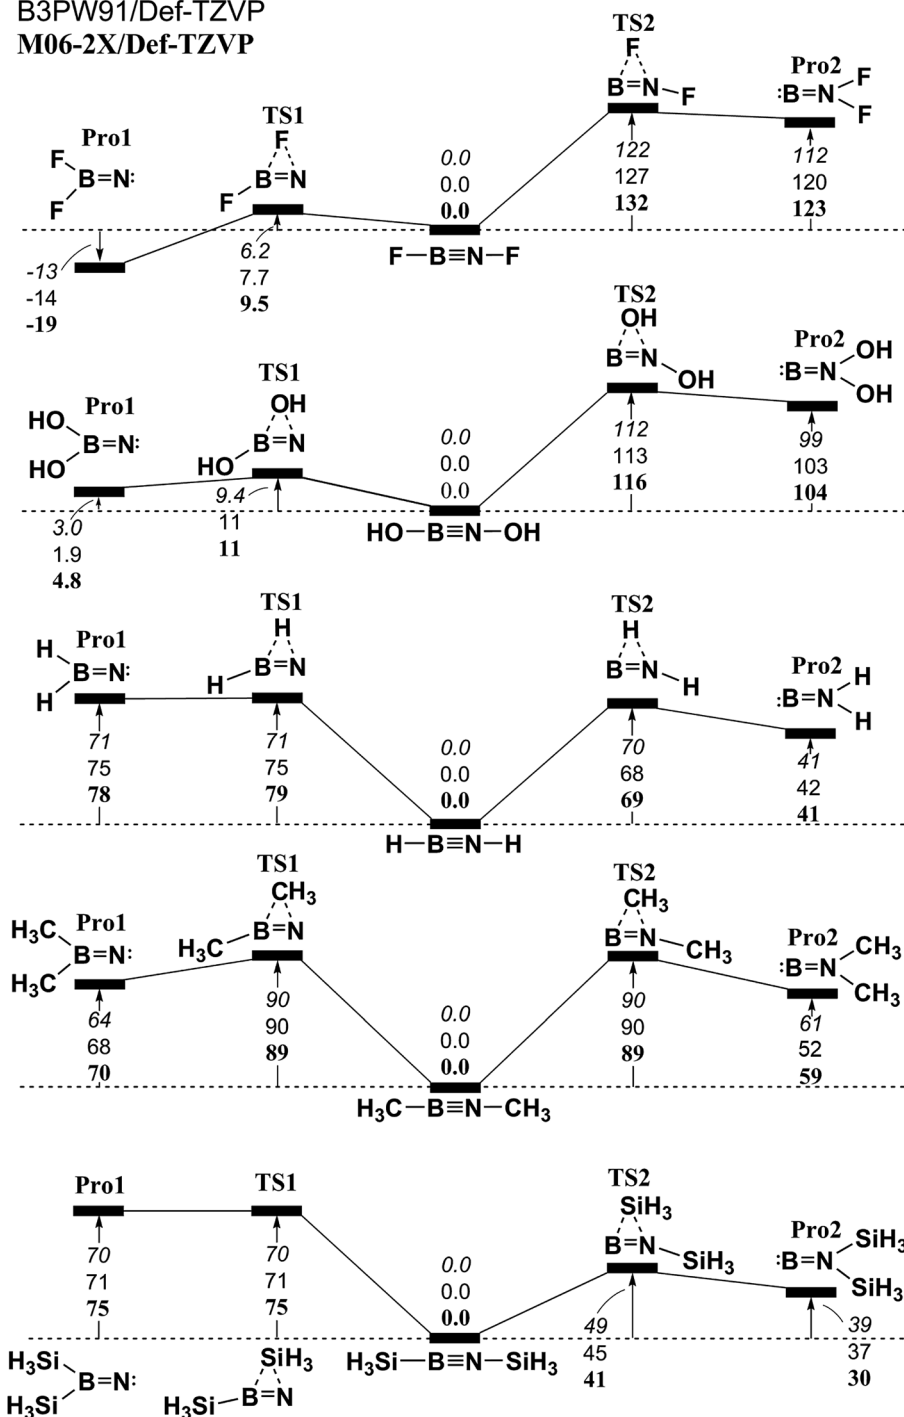 B3PW91/Def-TZVP
M06-2X/Def-TZVP
Pro1
F
B=N:
F
TS1
F
B=N
F
0.0
0.0
0.0
F-B≡N-F
TS2
F
B=N
F
Pro2
F
:B=N
F
-13
-14
-19
6.2
7.7
9.5
122
127
132
112
120
123
Pro1
HO
B=N:
HO
TS1
OH
B=N
HO
0.0
0.0
0.0
HO-B≡N-OH
TS2
OH
B=N
OH
Pro2
OH
:B=N
OH
3.0
1.9
4.8
9.4
11
11
112
113
116
99
103
104
Pro1
H
B=N:
H
TS1
H
B=N
H
0.0
0.0
0.0
H-B≡N-H
TS2
H
B=N
H
Pro2
H
:B=N
H
71
75
78
71
75
79
70
68
69
41
42
41
Pro1
H3C
B=N:
H3C
TS1
CH3
B=N
H3C
0.0
0.0
0.0
H3C-B≡N-CH3
TS2
CH3
B=N
CH3
Pro2
CH3
:B=N
CH3
64
68
70
90
90
89
90
90
89
61
52
59
Pro1
TS1
70
71
75
70
71
75
H3Si
B=N:
H3Si
SiH3
B=N
H3Si
0.0
0.0
0.0
H3Si-B≡N-SiH3
TS2
SiH3
B=N
SiH3
Pro2
SiH3
:B=N
SiH3
49
45
41
39
37
30